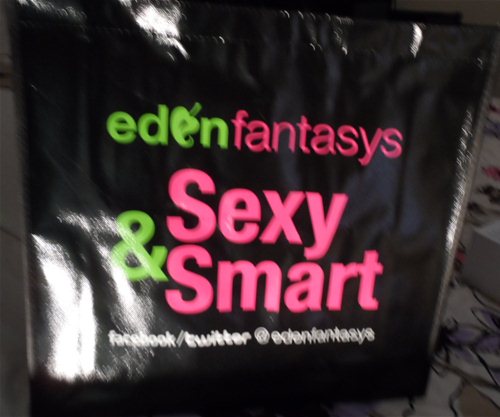 edenfantasys
Sexy
& Smart
facebook/twitter @edenfantasys